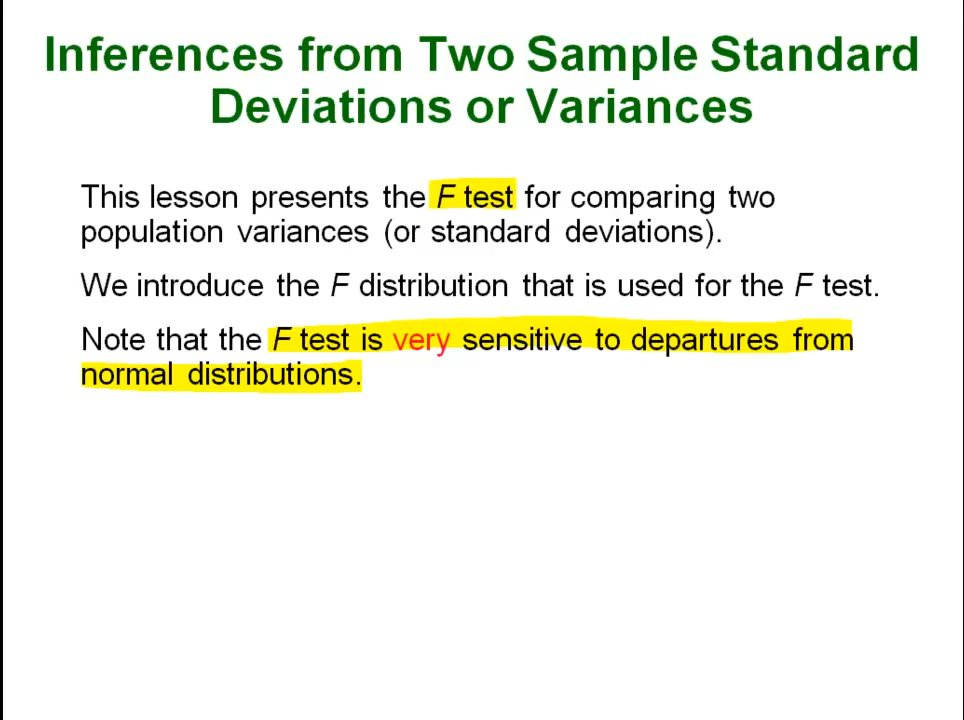 Inferences from Two Sample Standard
Deviations or Variances
This lesson presents the F test for comparing two
population variances (or standard deviations).
We introduce the F distribution that is used for the F test.
Note that the F test is very sensitive to departures from
normal distributions.